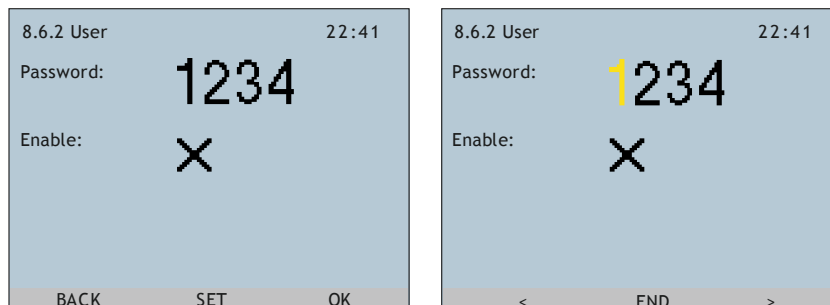 8.6.2 User 22:41
Password: 1234
Enable:
BACK SET OK
8.6.2 User 22:41
Password: 1234
Enable:
< END >